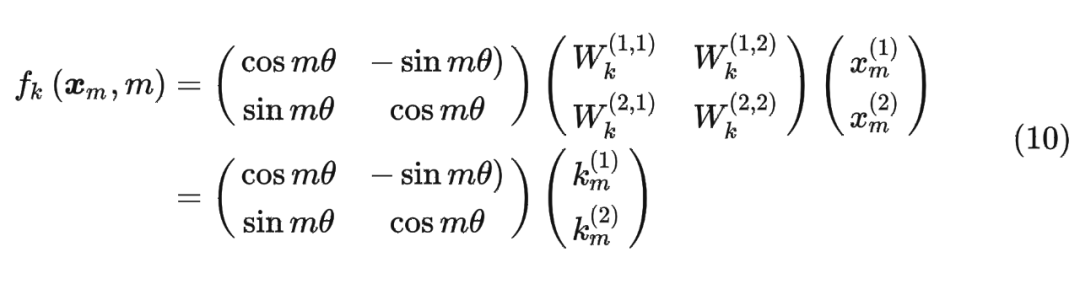 f_k (x_m, m) = ( cos mθ  − sin mθ) ; sin mθ  cos mθ ) ( W_k^{(1,1)}  W_k^{(1,2)} ; W_k^{(2,1)}  W_k^{(2,2)} ) ( x_m^{(1)} ; x_m^{(2)} )
(10)
= ( cos mθ  − sin mθ) ; sin mθ  cos mθ ) ( k_m^{(1)} ; k_m^{(2)} )